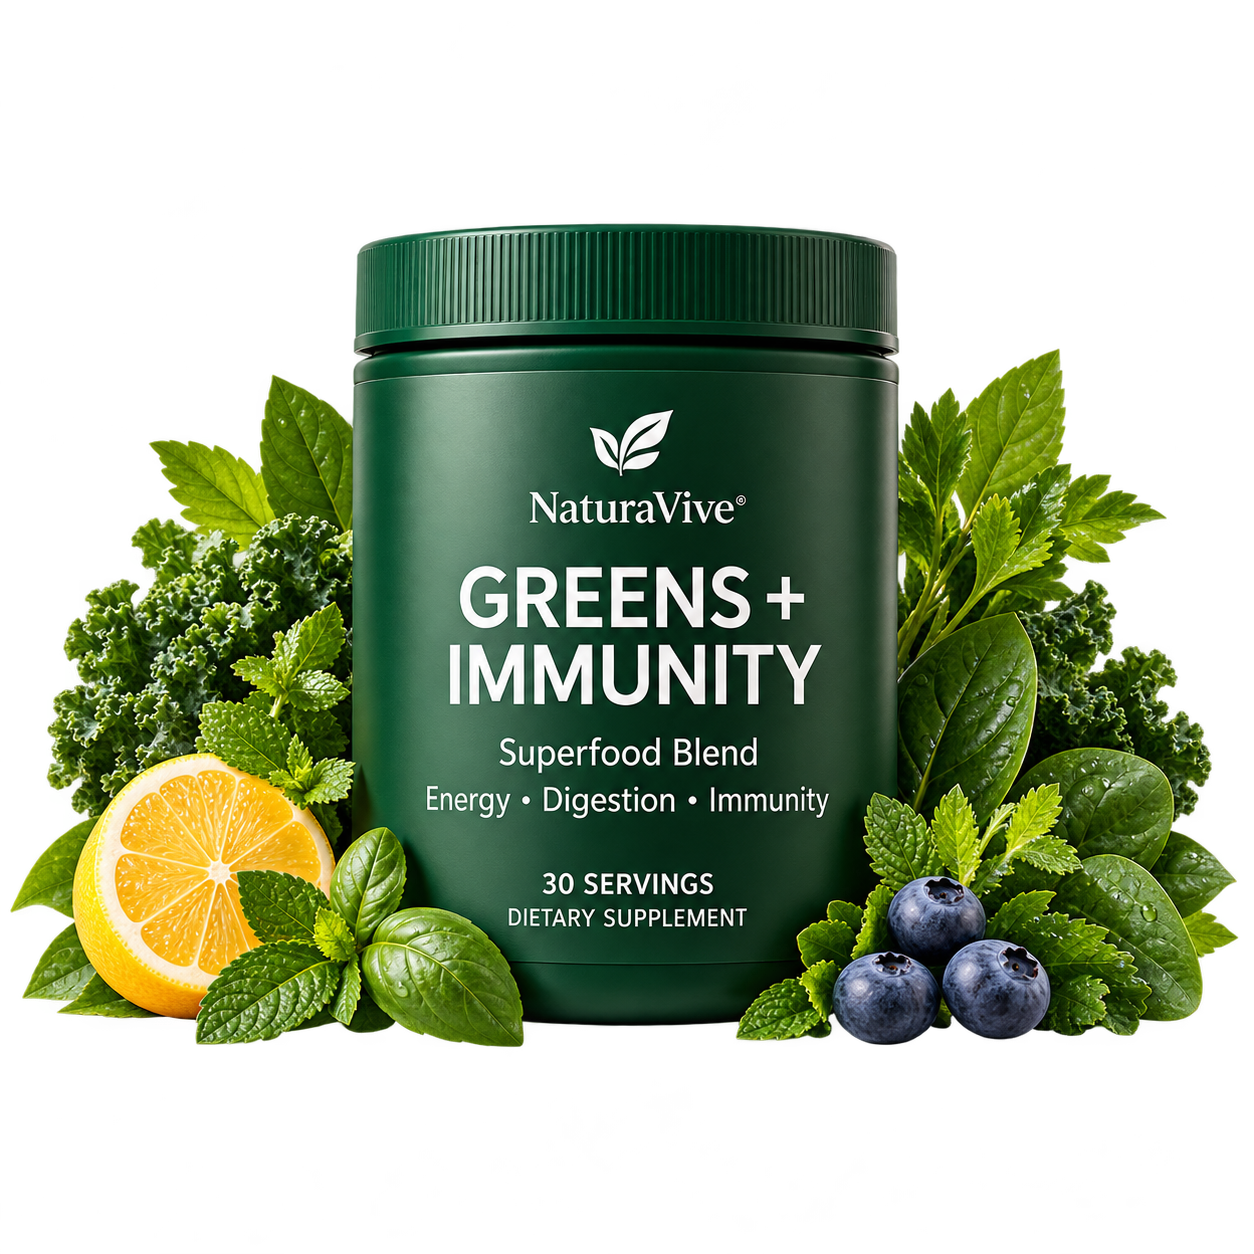 NaturaVive®
GREENS +
IMMUNITY
Superfood Blend
Energy • Digestion • Immunity
30 SERVINGS
DIETARY SUPPLEMENT